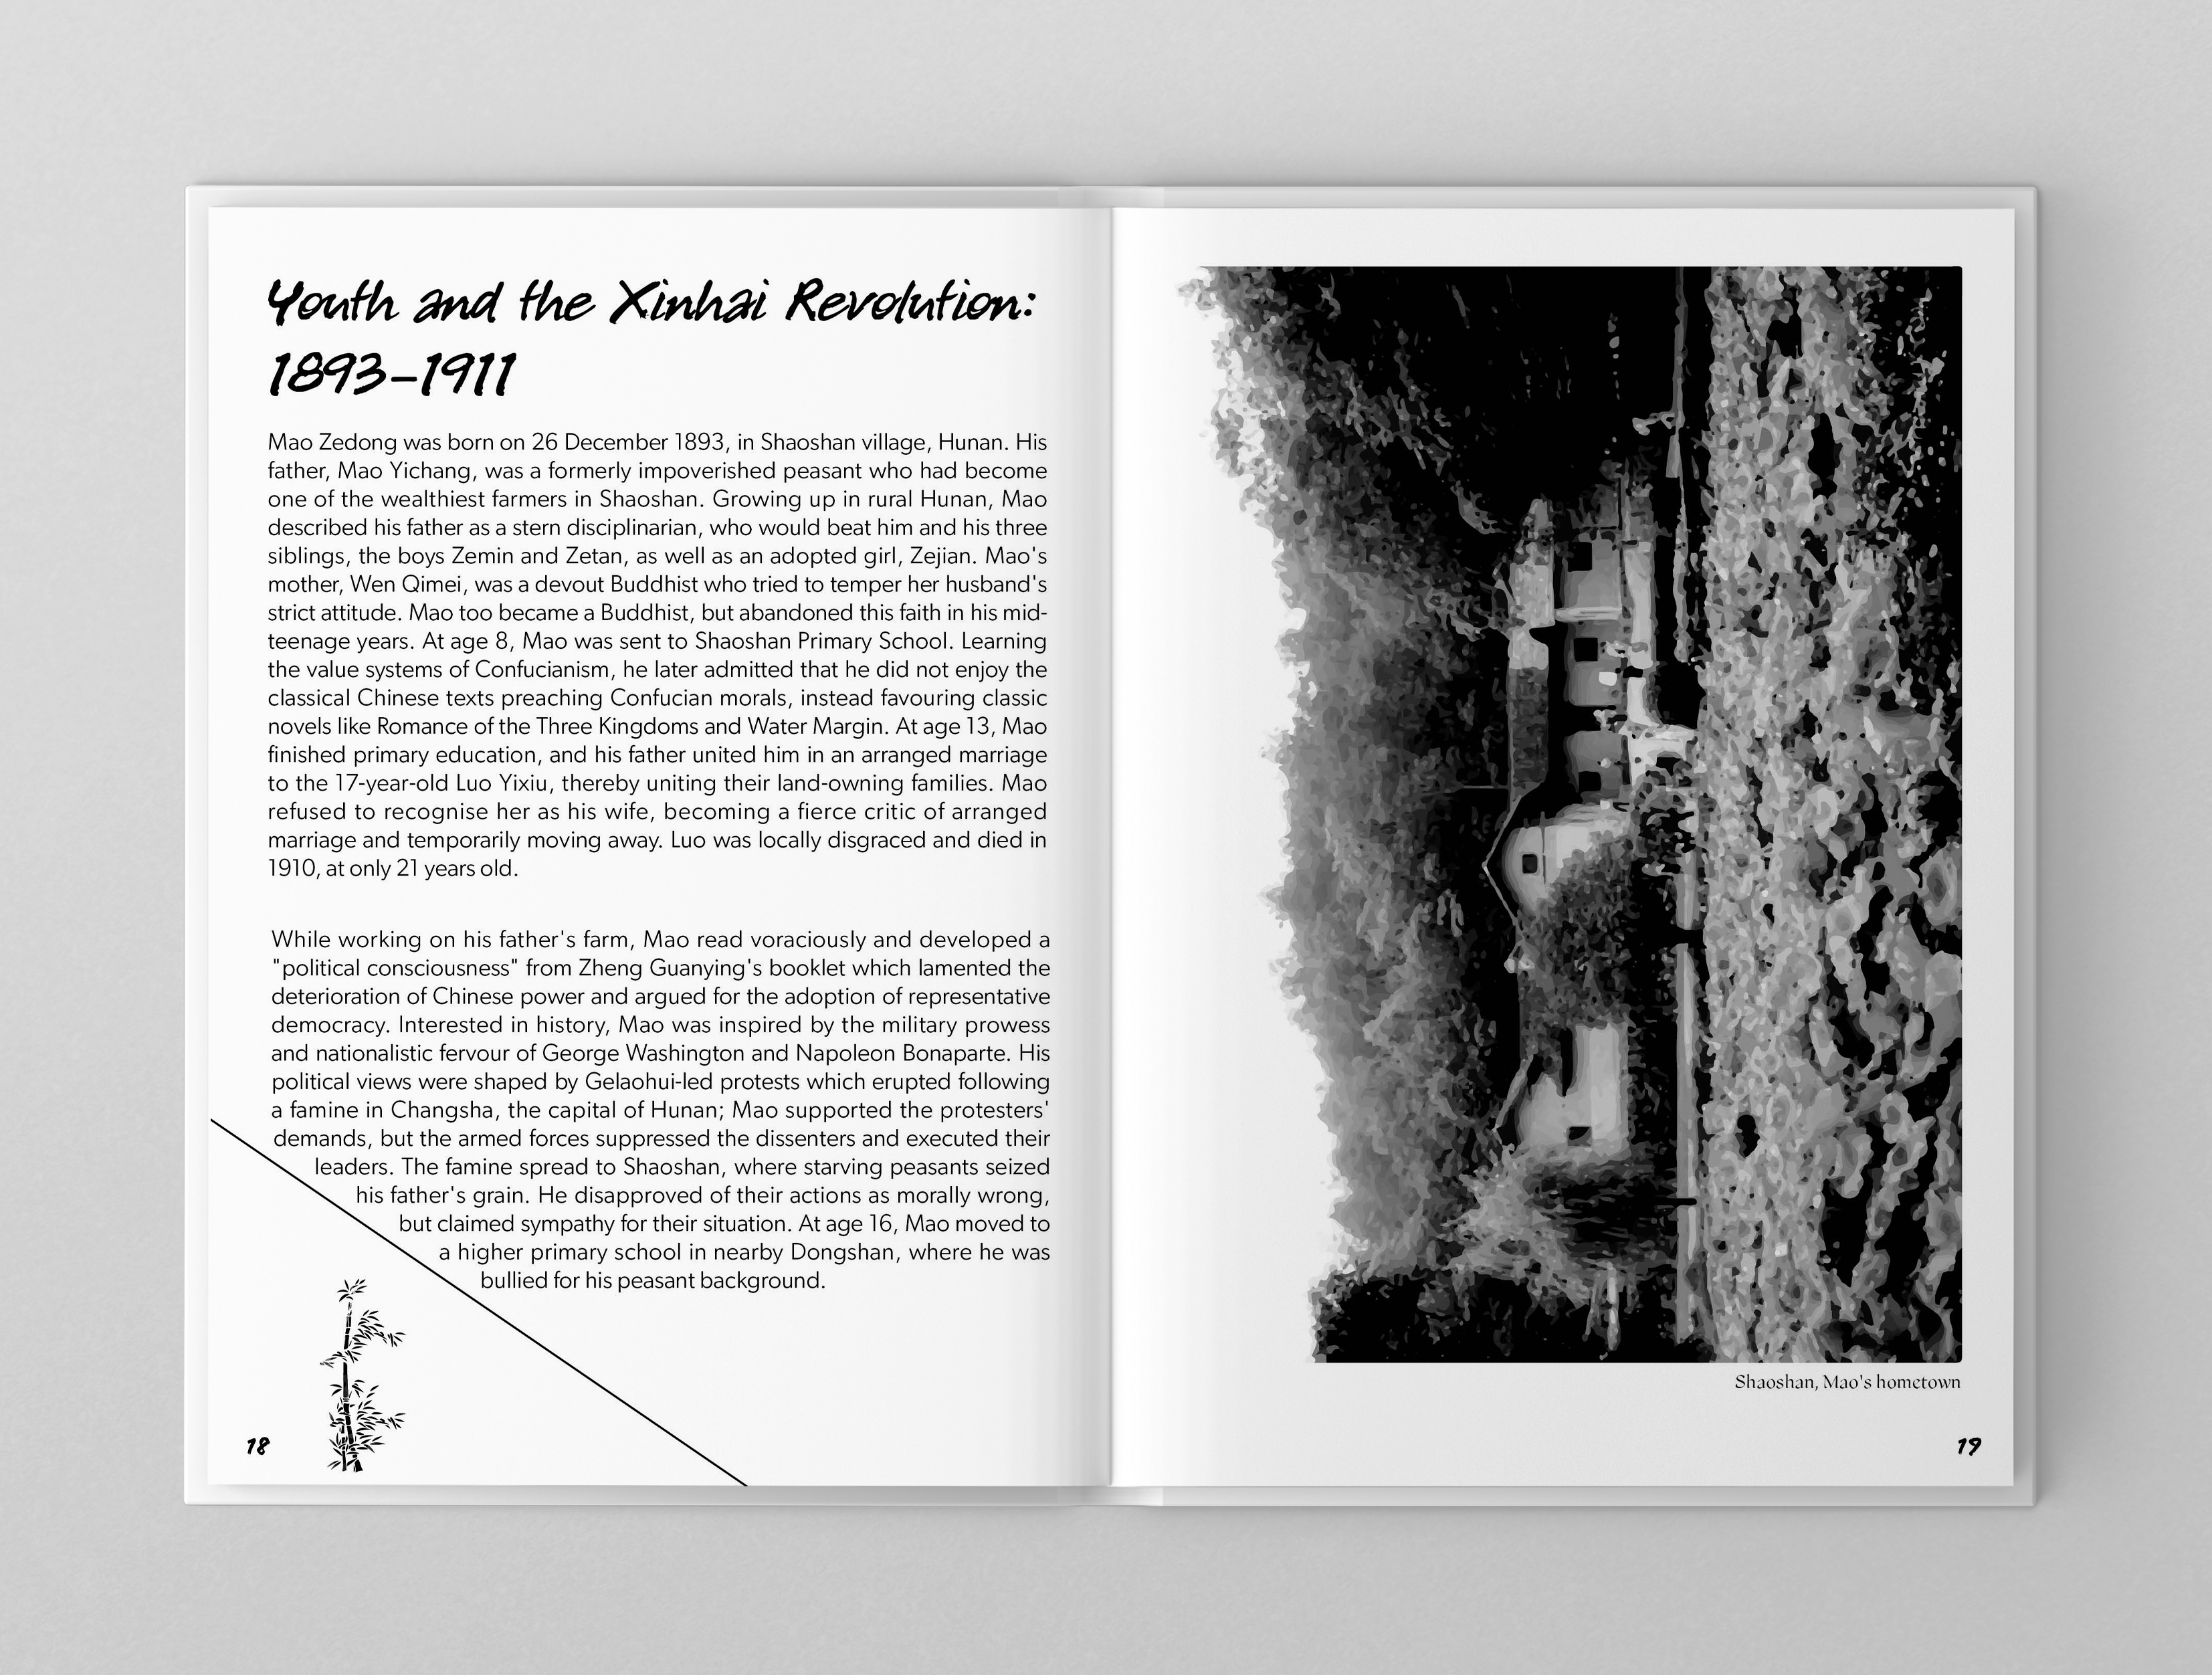 Youth and the Xinhai Revolution:
1893–1911
Mao Zedong was born on 26 December 1893, in Shaoshan village, Hunan. His
father, Mao Yichang, was a formerly impoverished peasant who had become
one of the wealthiest farmers in Shaoshan. Growing up in rural Hunan, Mao
described his father as a stern disciplinarian, who would beat him and his three
siblings, the boys Zemin and Zetan, as well as an adopted girl, Zejian. Mao's
mother, Wen Qimei, was a devout Buddhist who tried to temper her husband's
strict attitude. Mao too became a Buddhist, but abandoned this faith in his mid-
teenage years. At age 8, Mao was sent to Shaoshan Primary School. Learning
the value systems of Confucianism, he later admitted that he did not enjoy the
classical Chinese texts preaching Confucian morals, instead favouring classic
novels like Romance of the Three Kingdoms and Water Margin. At age 13, Mao
finished primary education, and his father united him in an arranged marriage
to the 17-year-old Luo Yixiu, thereby uniting their land-owning families. Mao
refused to recognise her as his wife, becoming a fierce critic of arranged
marriage and temporarily moving away. Luo was locally disgraced and died in
1910, at only 21 years old.
While working on his father's farm, Mao read voraciously and developed a
"political consciousness" from Zheng Guanying's booklet which lamented the
deterioration of Chinese power and argued for the adoption of representative
democracy. Interested in history, Mao was inspired by the military prowess
and nationalistic fervour of George Washington and Napoleon Bonaparte. His
political views were shaped by Gelaohui-led protests which erupted following
a famine in Changsha, the capital of Hunan; Mao supported the protesters'
demands, but the armed forces suppressed the dissenters and executed their
leaders. The famine spread to Shaoshan, where starving peasants seized
his father's grain. He disapproved of their actions as morally wrong,
but claimed sympathy for their situation. At age 16, Mao moved to
a higher primary school in nearby Dongshan, where he was
bullied for his peasant background.
18
Shaoshan, Mao's hometown
19